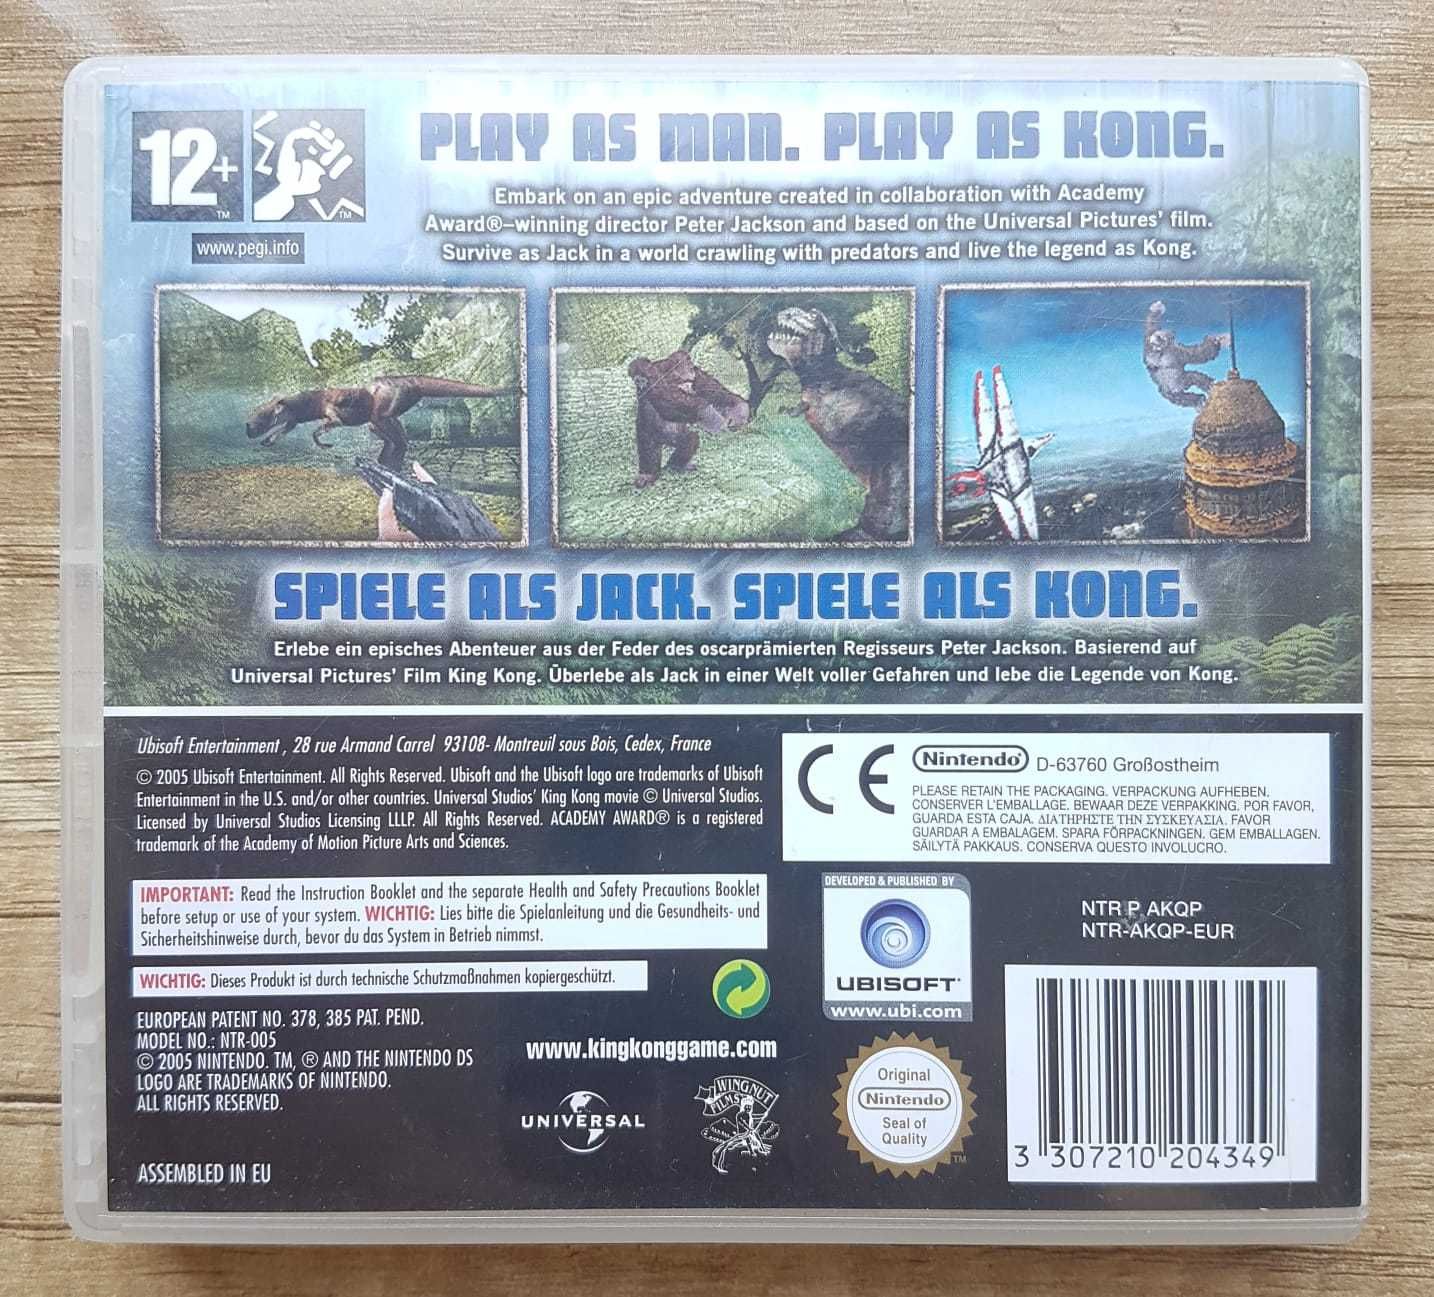 12+
TM
TM
www.pegi.info
PLAY AS MAN. PLAY AS KONG.
Embark on an epic adventure created in collaboration with Academy
Award®–winning director Peter Jackson and based on the Universal Pictures' film.
Survive as Jack in a world crawling with predators and live the legend as Kong.
SPIELE ALS JACK. SPIELE ALS KONG.
Erlebe ein episches Abenteuer aus der Feder des oscarprämierten Regisseurs Peter Jackson. Basierend auf
Universal Pictures' Film King Kong. Überlebe als Jack in einer Welt voller Gefahren und lebe die Legende von Kong.
Ubisoft Entertainment , 28 rue Armand Carrel 93108- Montreuil sous Bois, Cedex, France
© 2005 Ubisoft Entertainment. All Rights Reserved. Ubisoft and the Ubisoft logo are trademarks of Ubisoft
Entertainment in the U.S. and/or other countries. Universal Studios' King Kong movie © Universal Studios.
Licensed by Universal Studios Licensing LLLP. All Rights Reserved. ACADEMY AWARD® is a registered
trademark of the Academy of Motion Picture Arts and Sciences.
CE
Nintendo® D-63760 Großostheim
PLEASE RETAIN THE PACKAGING. VERPACKUNG AUFHEBEN.
CONSERVER L'EMBALLAGE. BEWAAR DEZE VERPAKKING. POR FAVOR,
GUARDA ESTA CAJA. ΔΙΑΤΗΡΗΣΤΕ ΤΗΝ ΣΥΣΚΕΥΑΣΙΑ. FAVOR
GUARDAR A EMBALAGEM. SPARA FÖRPACKNINGEN. GEM EMBALLAGEN.
SÄILYTÄ PAKKAUS. CONSERVA QUESTO INVOLUCRO.
IMPORTANT: Read the Instruction Booklet and the separate Health and Safety Precautions Booklet
before setup or use of your system. WICHTIG: Lies bitte die Spielanleitung und die Gesundheits- und
Sicherheitshinweise durch, bevor du das System in Betrieb nimmst.
WICHTIG: Dieses Produkt ist durch technische Schutzmaßnahmen kopiergeschützt.
EUROPEAN PATENT NO. 378, 385 PAT. PEND.
MODEL NO.: NTR-005
© 2005 NINTENDO. TM, ® AND THE NINTENDO DS
LOGO ARE TRADEMARKS OF NINTENDO.
ALL RIGHTS RESERVED.
ASSEMBLED IN EU
www.kingkonggame.com
UNIVERSAL
WINGNUT
FILMS
DEVELOPED & PUBLISHED BY
UBISOFT
www.ubi.com
Original
Nintendo
Seal of
Quality
TM
NTR P AKQP
NTR-AKQP-EUR
3 307210 204349